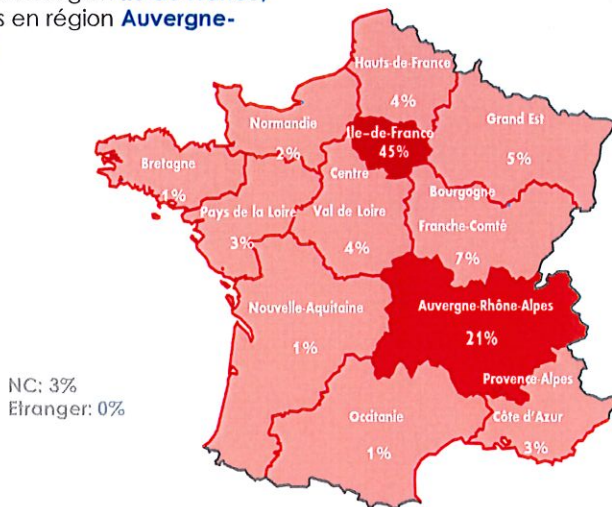 s en région Auvergne-
Hauts-de-France
4%
Normandie
2%
Ile-de-France
45%
Grand Est
5%
Bretagne
1%
Centre
Val de Loire
4%
Bourgogne
Franche-Comté
7%
Pays de la Loire
3%
Nouvelle-Aquitaine
1%
Auvergne-Rhône-Alpes
21%
NC: 3%
Etranger: 0%
Provence-Alpes
Côte d'Azur
3%
Occitanie
1%